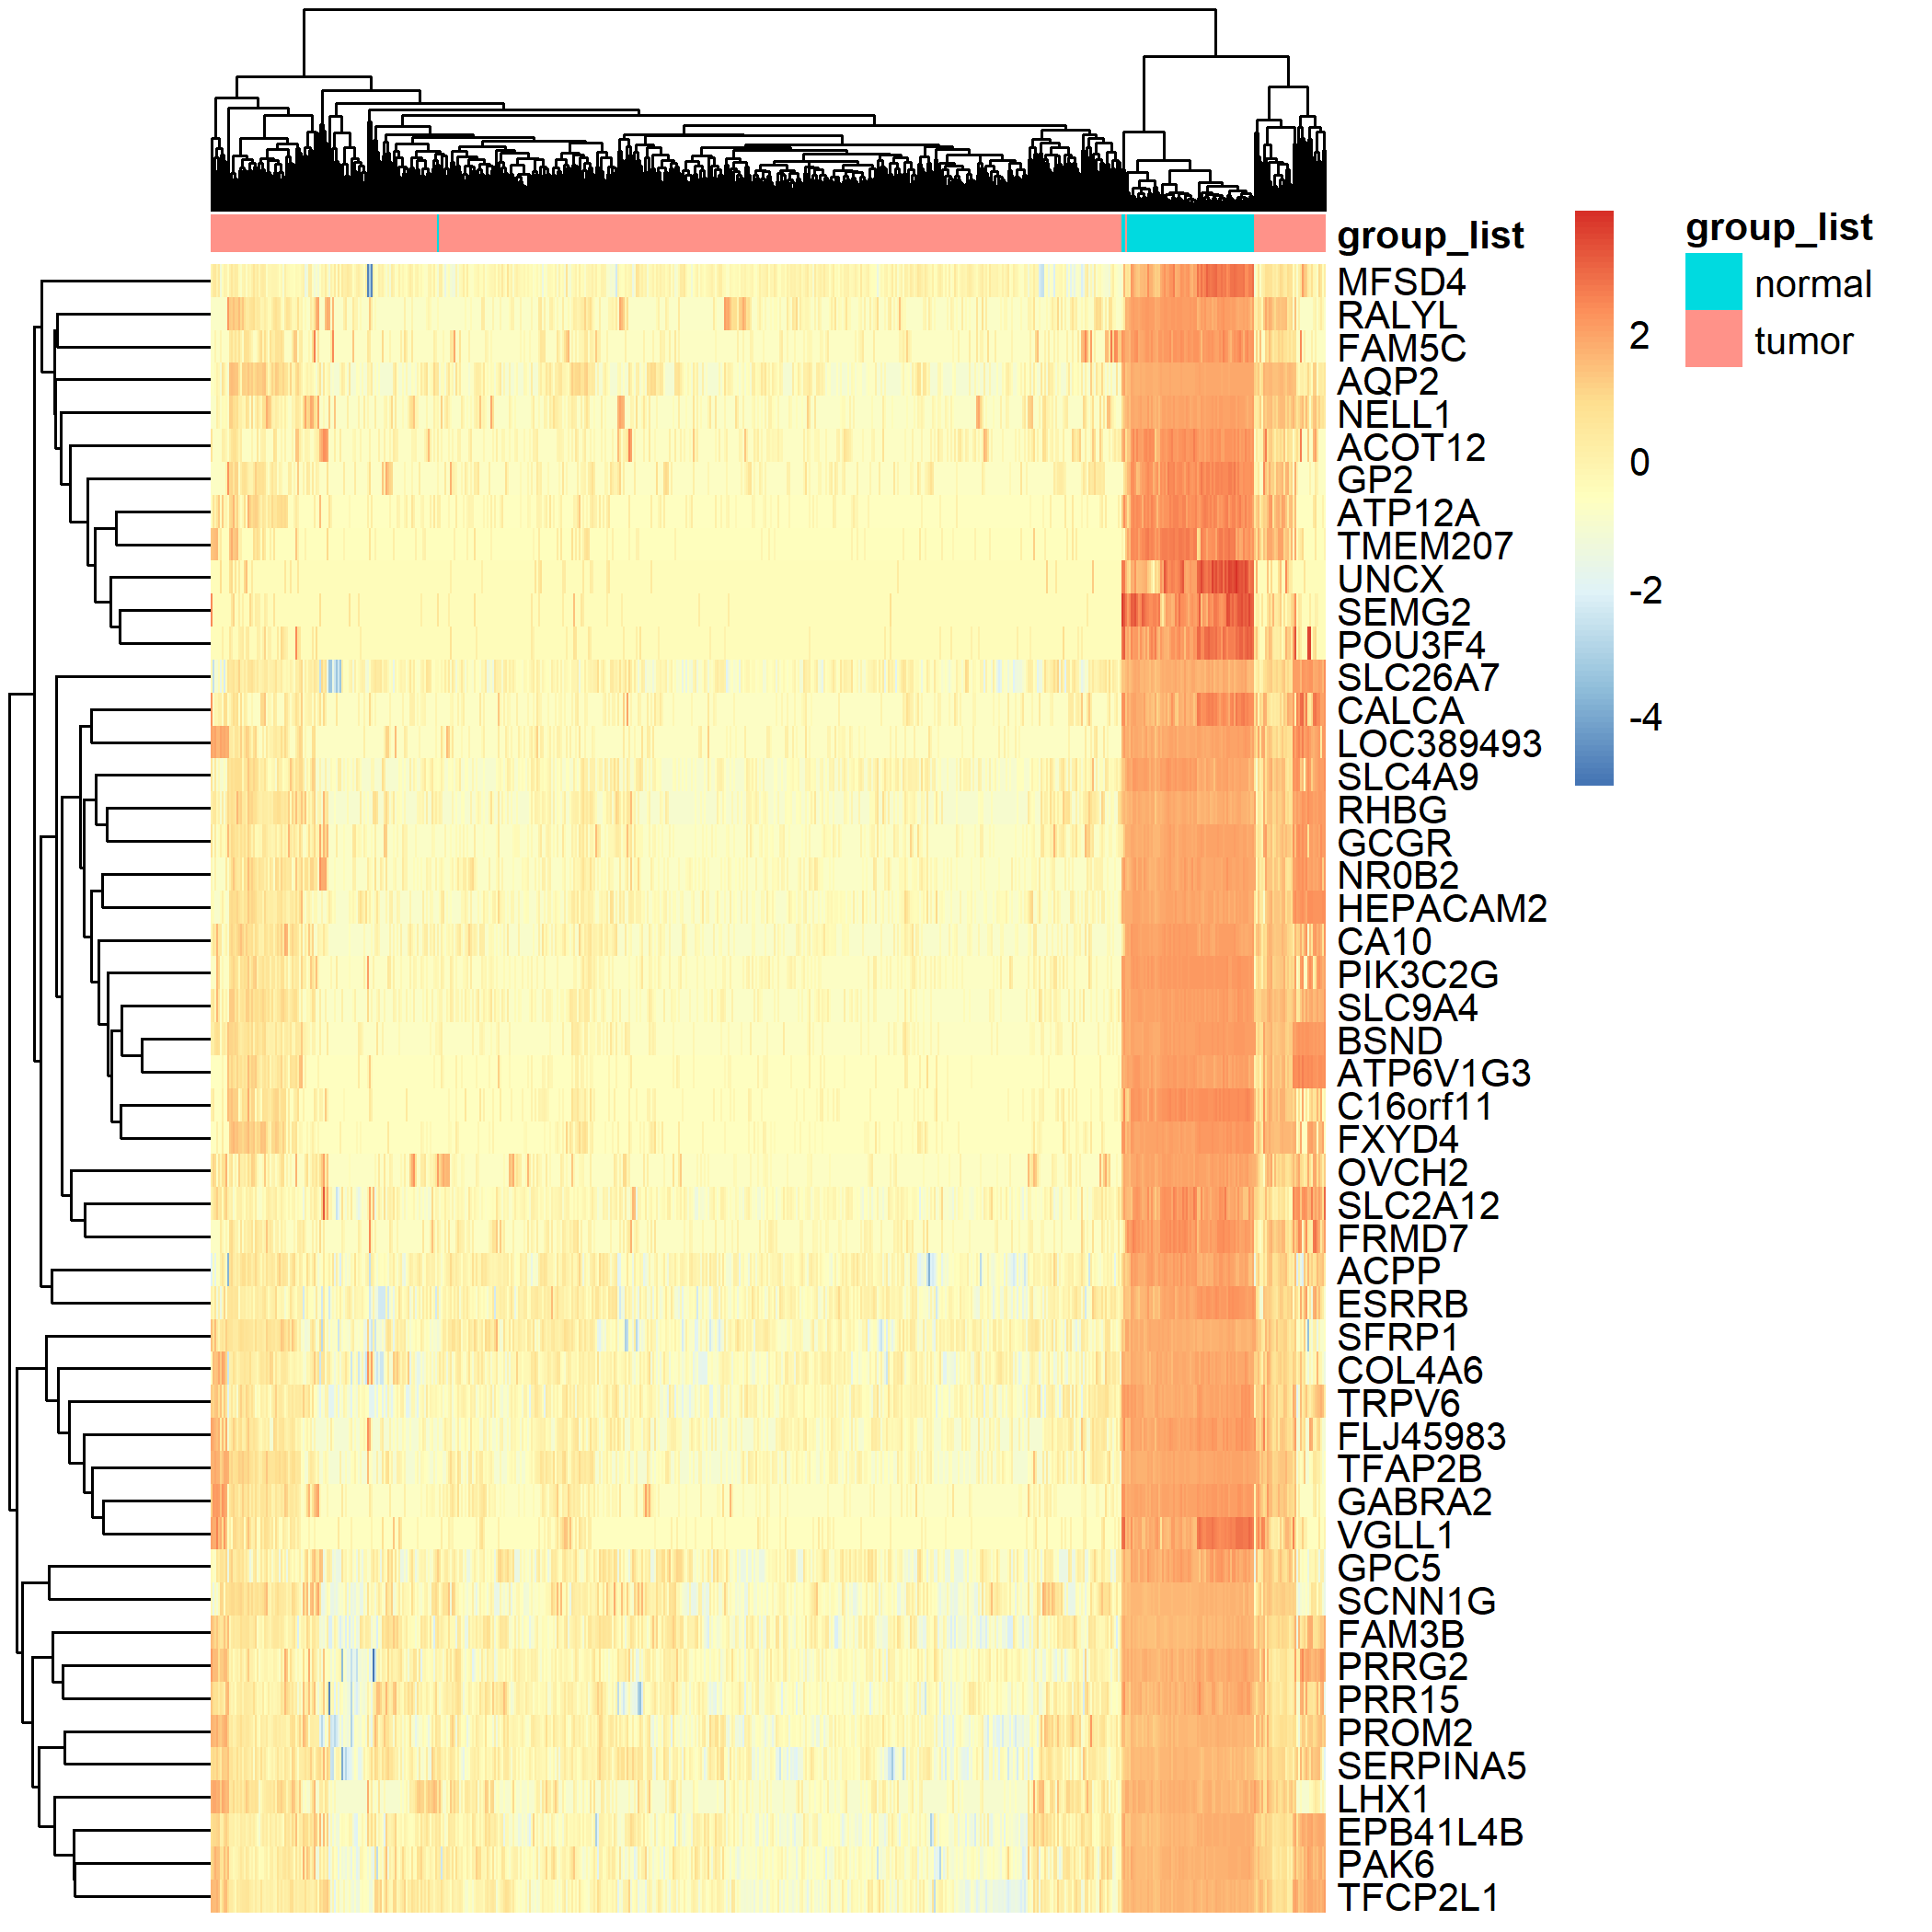 group_list
MFSD4
RALYL
FAM5C
AQP2
NELL1
ACOT12
GP2
ATP12A
TMEM207
UNCX
SEMG2
POU3F4
SLC26A7
CALCA
LOC389493
SLC4A9
RHBG
GCGR
NR0B2
HEPACAM2
CA10
PIK3C2G
SLC9A4
BSND
ATP6V1G3
C16orf11
FXYD4
OVCH2
SLC2A12
FRMD7
ACPP
ESRRB
SFRP1
COL4A6
TRPV6
FLJ45983
TFAP2B
GABRA2
VGLL1
GPC5
SCNN1G
FAM3B
PRRG2
PRR15
PROM2
SERPINA5
LHX1
EPB41L4B
PAK6
TFCP2L1
2
0
-2
-4
group_list
normal
tumor